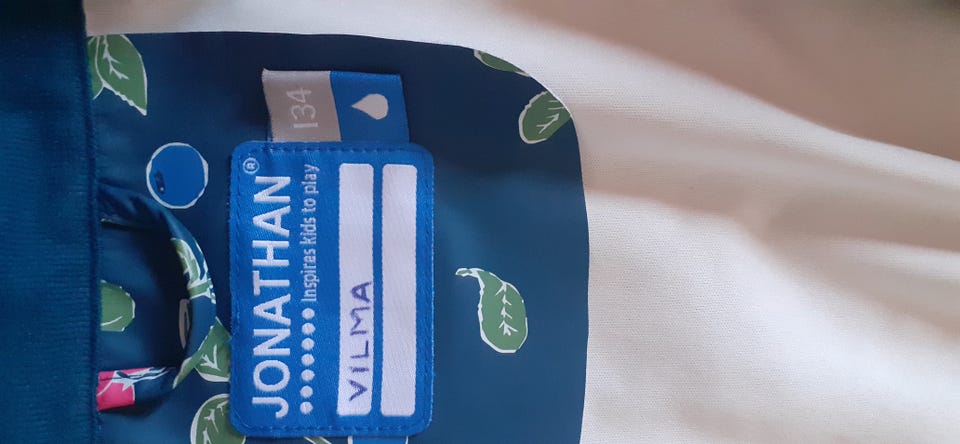 134
JONATHAN®
Inspires kids to play
VILMA